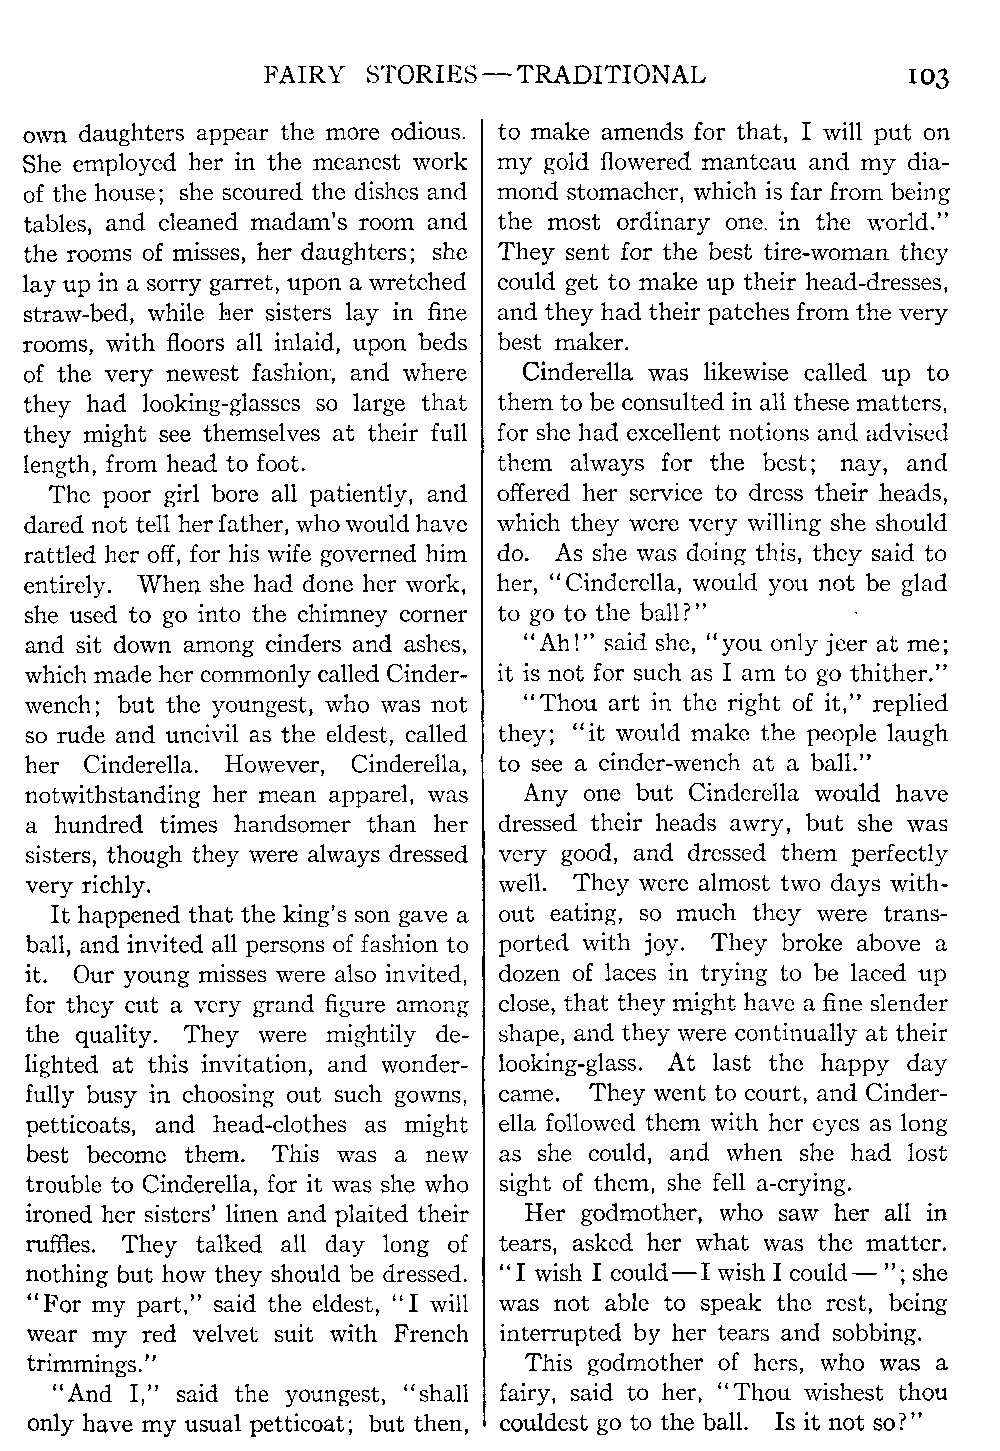 FAIRY STORIES—TRADITIONAL 103
own daughters appear the more odious.
She employed her in the meanest work
of the house; she scoured the dishes and
tables, and cleaned madam's room and
the rooms of misses, her daughters; she
lay up in a sorry garret, upon a wretched
straw-bed, while her sisters lay in fine
rooms, with floors all inlaid, upon beds
of the very newest fashion, and where
they had looking-glasses so large that
they might see themselves at their full
length, from head to foot.
The poor girl bore all patiently, and
dared not tell her father, who would have
rattled her off, for his wife governed him
entirely. When she had done her work,
she used to go into the chimney corner
and sit down among cinders and ashes,
which made her commonly called Cinder-
wench; but the youngest, who was not
so rude and uncivil as the eldest, called
her Cinderella. However, Cinderella,
notwithstanding her mean apparel, was
a hundred times handsomer than her
sisters, though they were always dressed
very richly.
It happened that the king's son gave a
ball, and invited all persons of fashion to
it. Our young misses were also invited,
for they cut a very grand figure among
the quality. They were mightily de-
lighted at this invitation, and wonder-
fully busy in choosing out such gowns,
petticoats, and head-clothes as might
best become them. This was a new
trouble to Cinderella, for it was she who
ironed her sisters' linen and plaited their
ruffles. They talked all day long of
nothing but how they should be dressed.
"For my part," said the eldest, "I will
wear my red velvet suit with French
trimmings."
"And I," said the youngest, "shall
only have my usual petticoat; but then,
to make amends for that, I will put on
my gold flowered manteau and my dia-
mond stomacher, which is far from being
the most ordinary one. in the world."
They sent for the best tire-woman they
could get to make up their head-dresses,
and they had their patches from the very
best maker.
Cinderella was likewise called up to
them to be consulted in all these matters,
for she had excellent notions and advised
them always for the best; nay, and
offered her service to dress their heads,
which they were very willing she should
do. As she was doing this, they said to
her, "Cinderella, would you not be glad
to go to the ball?"
"Ah!" said she, "you only jeer at me;
it is not for such as I am to go thither."
"Thou art in the right of it," replied
they; "it would make the people laugh
to see a cinder-wench at a ball."
Any one but Cinderella would have
dressed their heads awry, but she was
very good, and dressed them perfectly
well. They were almost two days with-
out eating, so much they were trans-
ported with joy. They broke above a
dozen of laces in trying to be laced up
close, that they might have a fine slender
shape, and they were continually at their
looking-glass. At last the happy day
came. They went to court, and Cinder-
ella followed them with her eyes as long
as she could, and when she had lost
sight of them, she fell a-crying.
Her godmother, who saw her all in
tears, asked her what was the matter.
"I wish I could—I wish I could— "; she
was not able to speak the rest, being
interrupted by her tears and sobbing.
This godmother of hers, who was a
fairy, said to her, "Thou wishest thou
couldest go to the ball. Is it not so?"